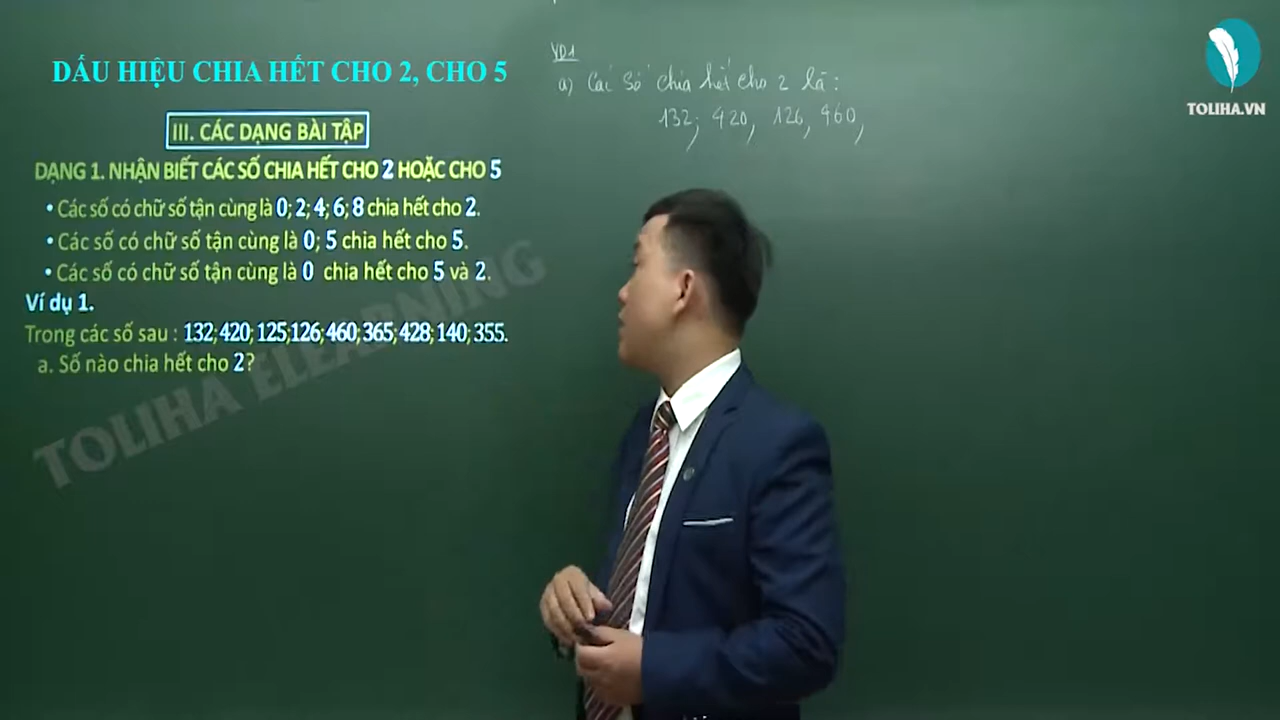 DẤU HIỆU CHIA HẾT CHO 2, CHO 5
III. CÁC DẠNG BÀI TẬP
DẠNG 1. NHẬN BIẾT CÁC SỐ CHIA HẾT CHO 2 HOẶC CHO 5
• Các số có chữ số tận cùng là 0; 2; 4; 6; 8 chia hết cho 2.
• Các số có chữ số tận cùng là 0; 5 chia hết cho 5.
• Các số có chữ số tận cùng là 0 chia hết cho 5 và 2.
Ví dụ 1.
Trong các số sau : 132; 420; 125;126; 460; 365; 428; 140; 355.
a. Số nào chia hết cho 2?
TOLIHA ELEARNING
VD1
a) Các số chia hết cho 2 là:
132; 420, 126, 460,
TOLIHA.VN